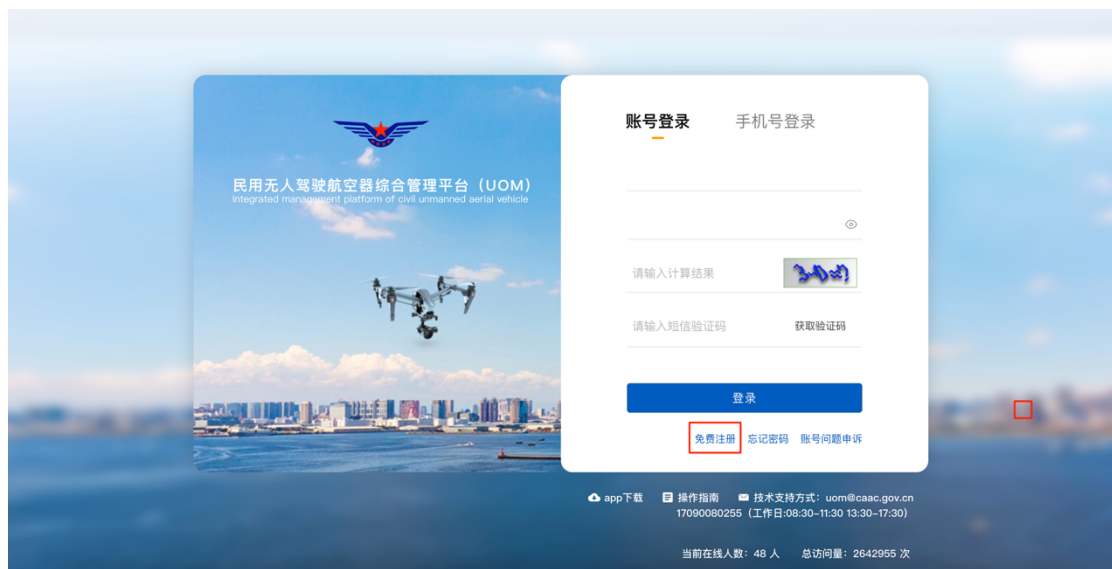 民用无人驾驶航空器综合管理平台（UOM）
Integrated management platform of civil unmanned aerial vehicle
账号登录 手机号登录
请输入计算结果
请输入短信验证码 获取验证码
登录
免费注册 忘记密码 账号问题申诉
app下载 操作指南 技术支持方式：uom@caac.gov.cn
17090080255（工作日:08:30-11:30 13:30-17:30）
当前在线人数：48 人 总访问量：2642955 次